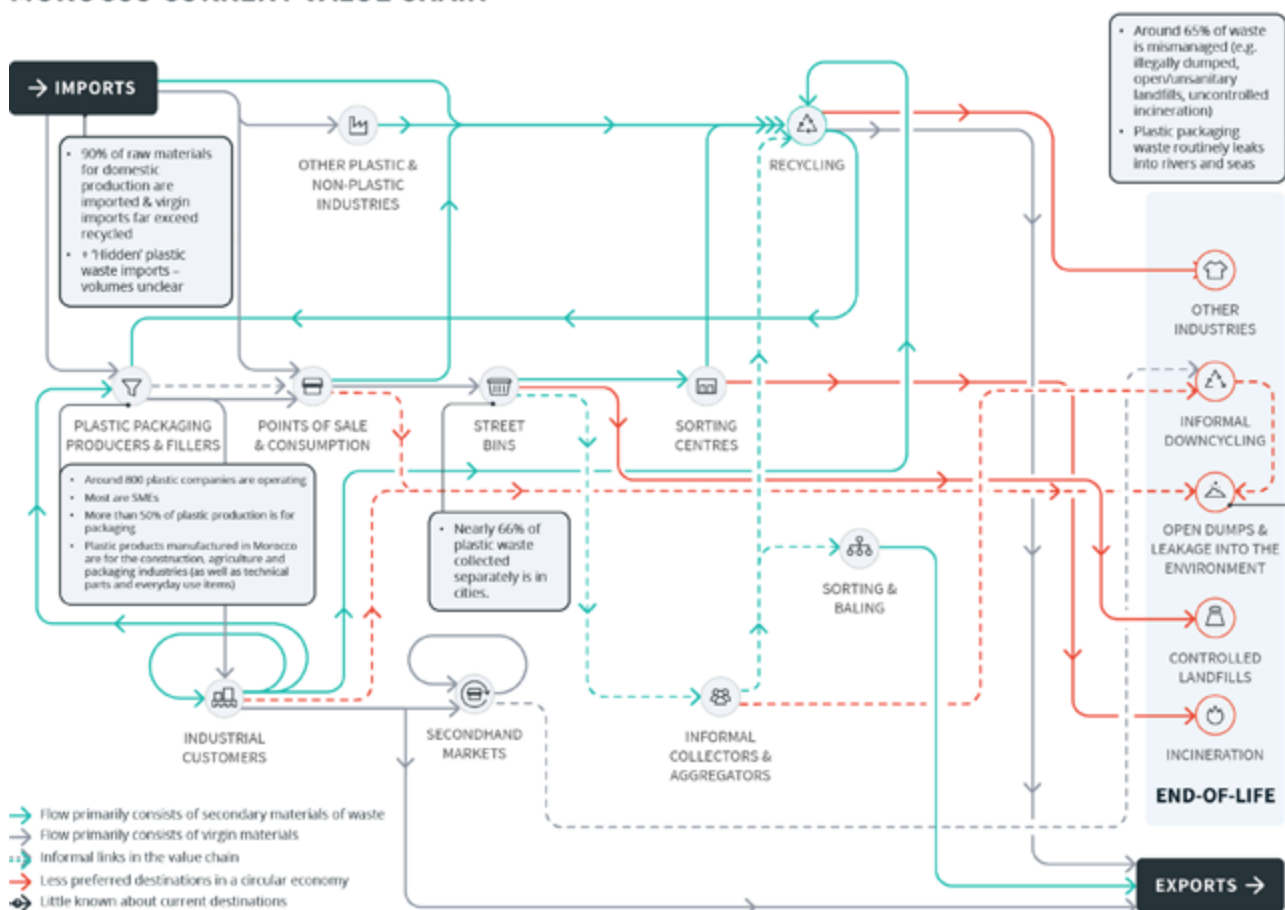 MOROCCO CURRENT VALUE CHAIN
→ IMPORTS
• 90% of raw materials
for domestic
production are
imported & virgin
imports far exceed
recycled
• + 'Hidden' plastic
waste imports –
volumes unclear
OTHER PLASTIC &
NON-PLASTIC
INDUSTRIES
RECYCLING
• Around 65% of waste
is mismanaged (e.g.
illegally dumped,
open/unsanitary
landfills, uncontrolled
incineration)
• Plastic packaging
waste routinely leaks
into rivers and seas
OTHER
INDUSTRIES
PLASTIC PACKAGING
PRODUCERS & FILLERS
POINTS OF SALE
& CONSUMPTION
STREET
BINS
SORTING
CENTRES
INFORMAL
DOWNCYCLING
• Around 800 plastic companies are operating
• Most are SMEs
• More than 50% of plastic production is for
packaging
• Plastic products manufactured in Morocco
are for the construction, agriculture and
packaging industries (as well as technical
parts and everyday use items)
• Nearly 66% of
plastic waste
collected
separately is in
cities.
SORTING &
BALING
OPEN DUMPS &
LEAKAGE INTO THE
ENVIRONMENT
CONTROLLED
LANDFILLS
INDUSTRIAL
CUSTOMERS
SECONDHAND
MARKETS
INFORMAL
COLLECTORS &
AGGREGATORS
INCINERATION
END-OF-LIFE
Flow primarily consists of secondary materials of waste
Flow primarily consists of virgin materials
Informal links in the value chain
Less preferred destinations in a circular economy
Little known about current destinations
EXPORTS →